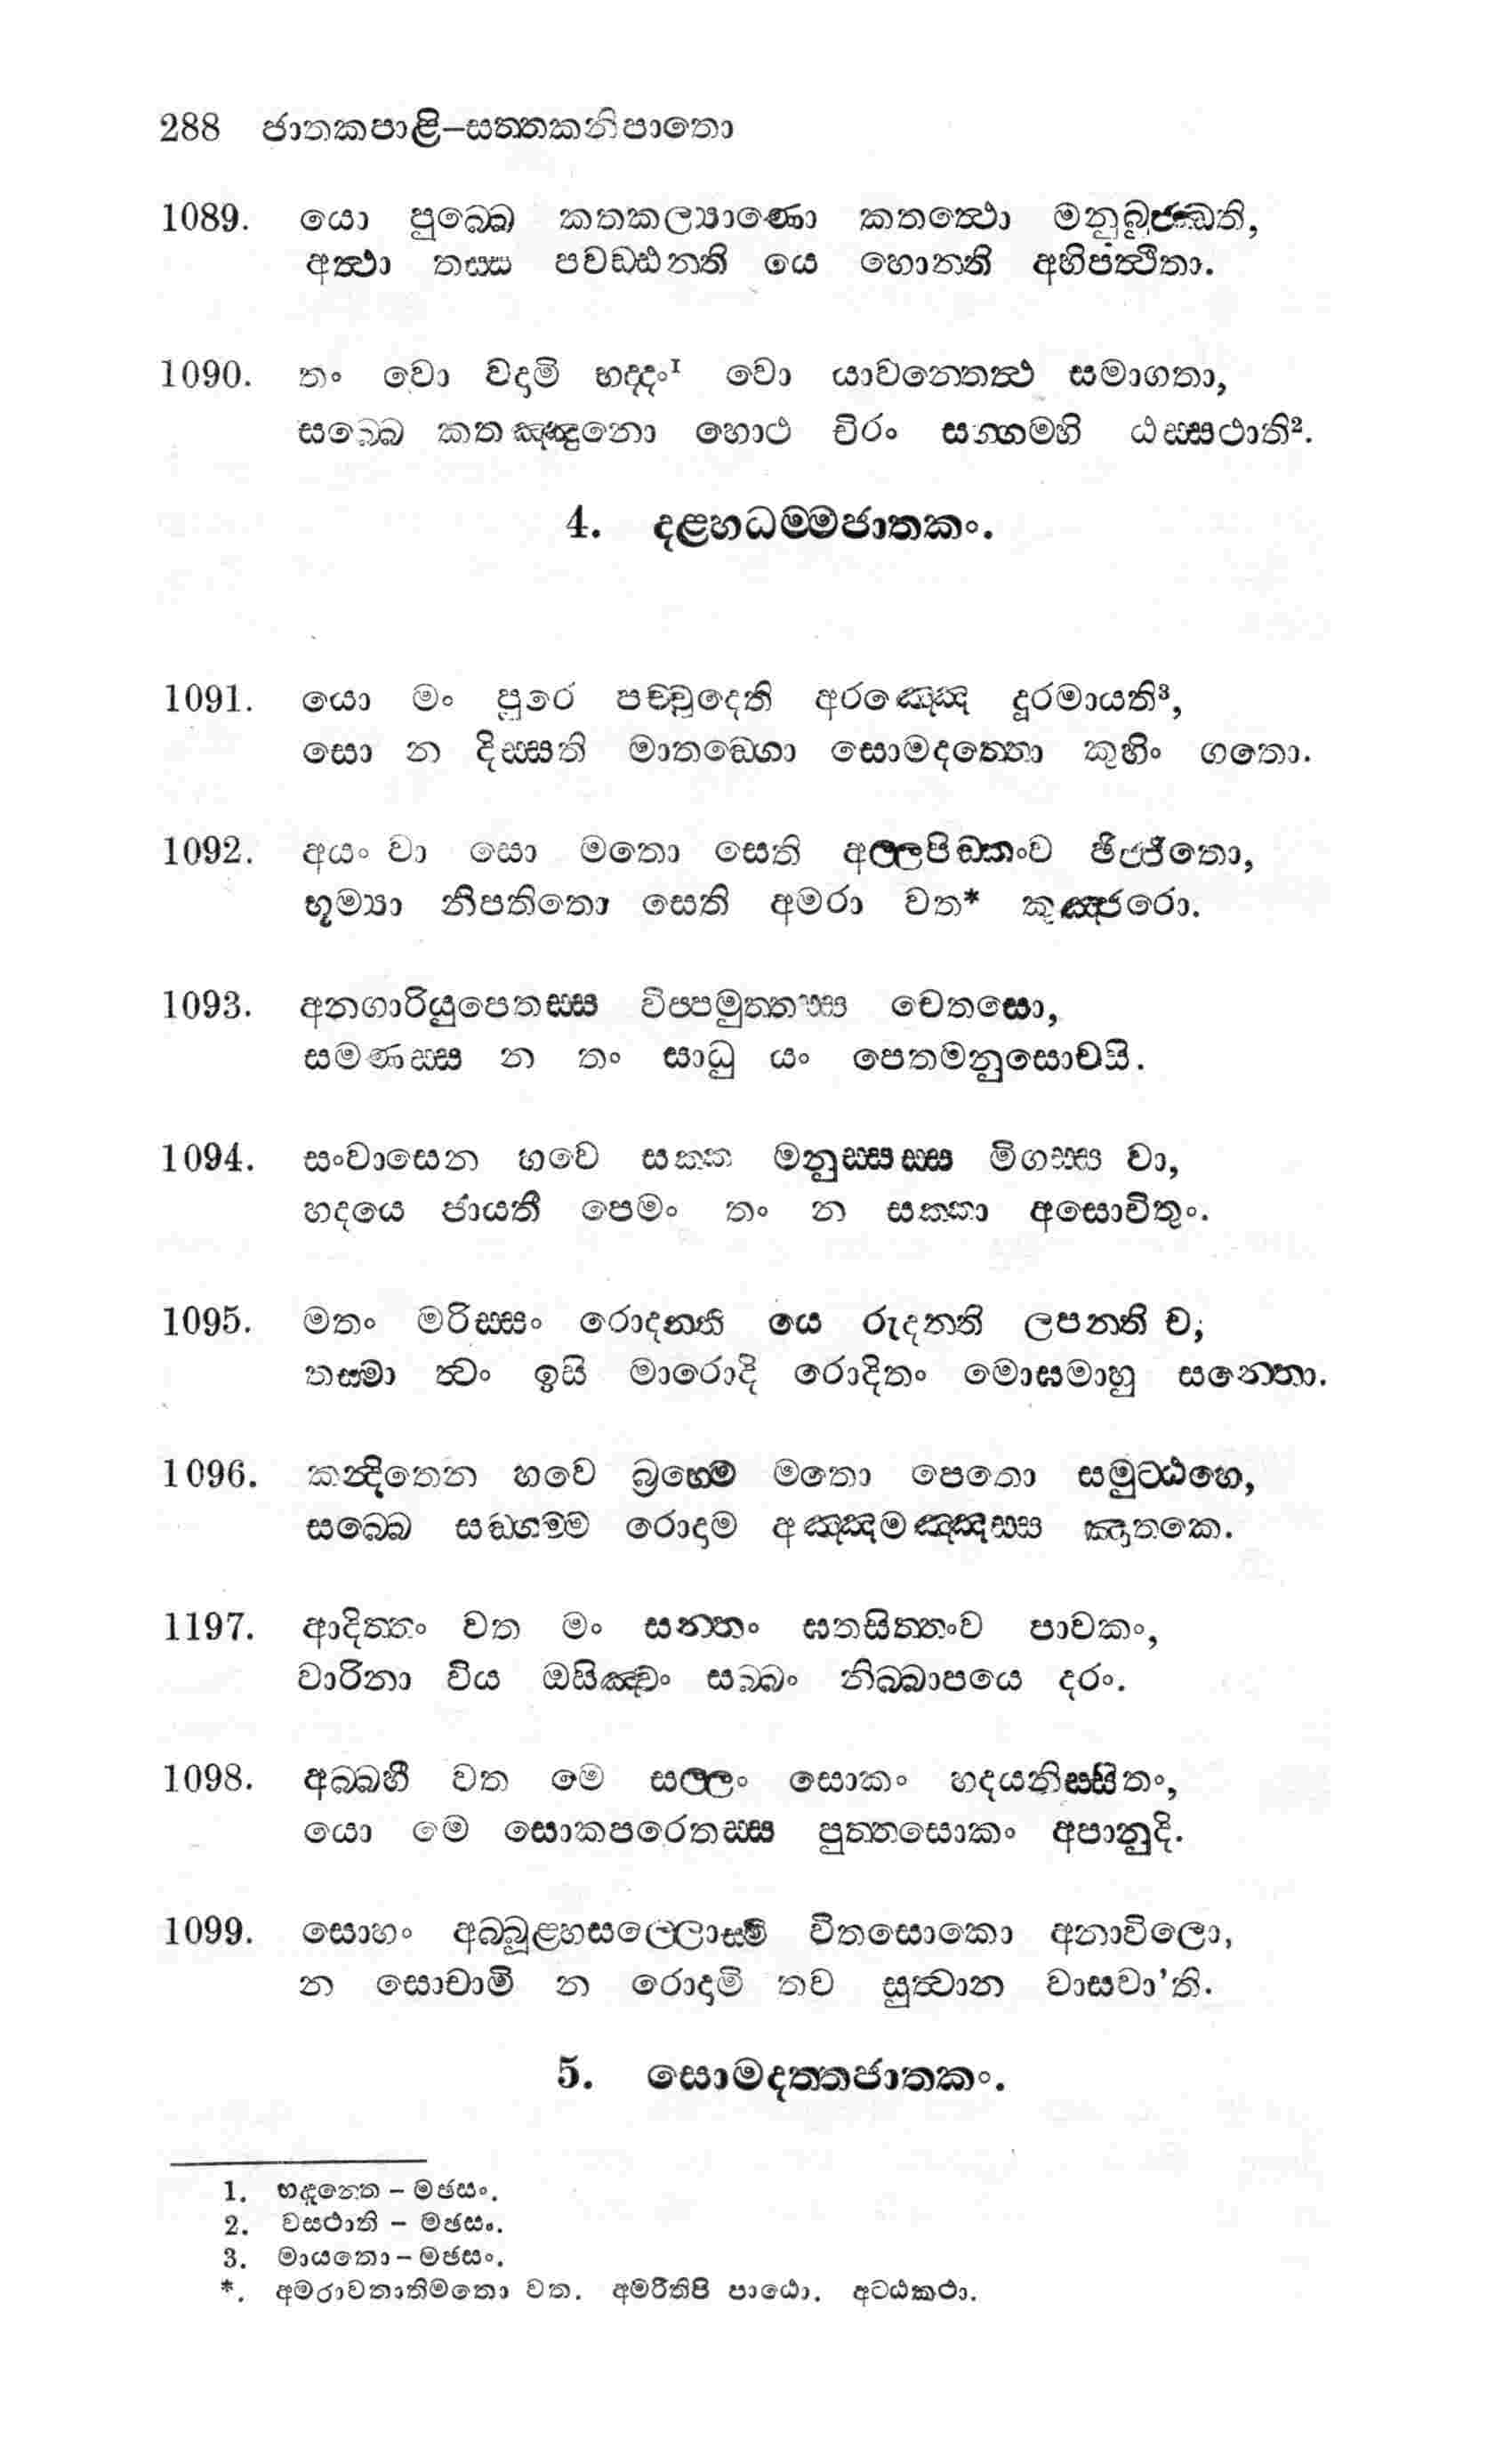 288 ජාතකපාළි–සත්තකනිපාතො
1089. යො පුබ්බෙ කතකල්‍යාණො කතත්ථො මනුබුජ්ඣති,
අත්ථා තස්ස පවඩ්ඪන්ති යෙ හොන්ති අභිපත්ථිතා.
1090. තං වො වදාමි භද්දං¹ වො යාවන්තෙත්ථ සමාගතා,
සබ්බෙ කතඤ්ඤුනො හොථ චිරං සග්ගම්හි ඨස්සථාති².
4. දළ්හධම්මජාතකං.
1091. යො මං පුරෙ පච්චුදෙති අරඤ්ඤෙ දූරමායති³,
සො න දිස්සති මාතඞ්ගො සොමදත්තො කුහිං ගතො.
1092. අයං වා සො මතො සෙති අල්ලපිඞ්කංව ඡිජ්ජිතො,
භූම්‍යා නිපතිතො සෙති අමරා වත* කුඤ්ජරො.
1093. අනගාරියුපෙතස්ස විප්පමුත්තස්ස චෙතසො,
සමණස්ස න තං සාධු යං පෙතමනුසොචසි.
1094. සංවාසෙන හවෙ සක්ක මනුස්සස්ස මිගස්ස වා,
හදයෙ ජායතී පෙමං තං න සක්කා අසොචිතුං.
1095. මතං මරිස්සං රොදන්ති යෙ රුදන්ති ලපන්ති ච,
තස්මා ත්‍වං ඉසි මාරොදි රොදිතං මොඝමාහු සන්තො.
1096. කන්දිතෙන හවෙ බ්‍රහ්මෙ මතො පෙතො සමුට්ඨහෙ,
සබ්බෙ සඞ්ගම්ම රොදාම අඤ්ඤමඤ්ඤස්ස ඤාතකෙ.
1197. ආදිත්තං වත මං සන්තං ඝතසිත්තංව පාවකං,
වාරිනා විය ඔසිඤ්චං සබ්බං නිබ්බාපයෙ දරං.
1098. අබ්බහී වත මෙ සල්ලං සොකං හදයනිස්සිතං,
යො මෙ සොකපරෙතස්ස පුත්තසොකං අපානුදි.
1099. සොහං අබ්බූළ්හසල්ලොස්මි වීතසොකො අනාවිලො,
න සොචාමි න රොදාමි තව සුත්‍වාන වාසවා'ති.
5. සොමදත්තජාතකං.
1. භද්දන්තෙ – මඡසං.
2. වසථාති – මඡසං.
3. මායතො – මඡසං.
*. අමරාවතාතිමතො වත. අමරීතිපි පාඨො. අට්ඨකථා.